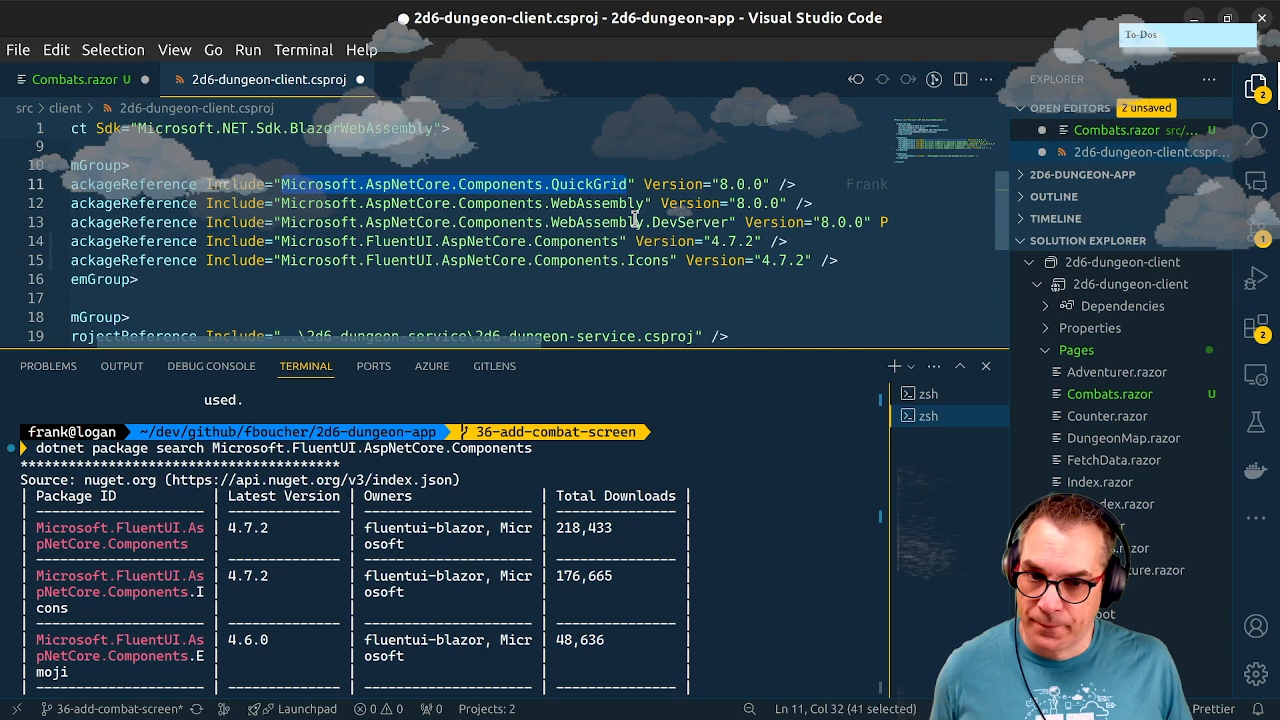 2d6-dungeon-client.csproj - 2d6-dungeon-app - Visual Studio Code
To-Dos
File Edit Selection View Go Run Terminal Help
Combats.razor U
2d6-dungeon-client.csproj
EXPLORER
src > client > 2d6-dungeon-client.csproj
1 ct Sdk="Microsoft.NET.Sdk.BlazorWebAssembly">
9
10 mGroup>
11 ackageReference Include="Microsoft.AspNetCore.Components.QuickGrid" Version="8.0.0" /> Frank
12 ackageReference Include="Microsoft.AspNetCore.Components.WebAssembly" Version="8.0.0" />
13 ackageReference Include="Microsoft.AspNetCore.Components.WebAssembly.DevServer" Version="8.0.0" P
14 ackageReference Include="Microsoft.FluentUI.AspNetCore.Components" Version="4.7.2" />
15 ackageReference Include="Microsoft.FluentUI.AspNetCore.Components.Icons" Version="4.7.2" />
16 emGroup>
17
18 mGroup>
19 rojectReference Include="..\2d6-dungeon-service\2d6-dungeon-service.csproj" />
OPEN EDITORS 2 unsaved
Combats.razor src/... U
2d6-dungeon-client.cspr...
2D6-DUNGEON-APP
OUTLINE
TIMELINE
SOLUTION EXPLORER
2d6-dungeon-client
2d6-dungeon-client
Dependencies
Properties
Pages
Adventurer.razor
Combats.razor U
Counter.razor
DungeonMap.razor
FetchData.razor
Index.razor
2
1
2
PROBLEMS OUTPUT DEBUG CONSOLE TERMINAL PORTS AZURE GITLENS
zsh
zsh
used.
frank@logan ~/dev/github/fboucher/2d6-dungeon-app 36-add-combat-screen
dotnet package search Microsoft.FluentUI.AspNetCore.Components
****************************************
Source: nuget.org (https://api.nuget.org/v3/index.json)
| Package ID | Latest Version | Owners | Total Downloads |
| Microsoft.FluentUI.As | 4.7.2 | fluentui-blazor, Micr | 218,433 |
| pNetCore.Components | | osoft | |
| Microsoft.FluentUI.As | 4.7.2 | fluentui-blazor, Micr | 176,665 |
| pNetCore.Components.I | | osoft | |
| cons | | | |
| Microsoft.FluentUI.As | 4.6.0 | fluentui-blazor, Micr | 48,636 |
| pNetCore.Components.E | | osoft | |
| moji | | | |
36-add-combat-screen* Launchpad 0 1 0 Projects: 2 Ln 11, Col 32 (41 selected) Prettier